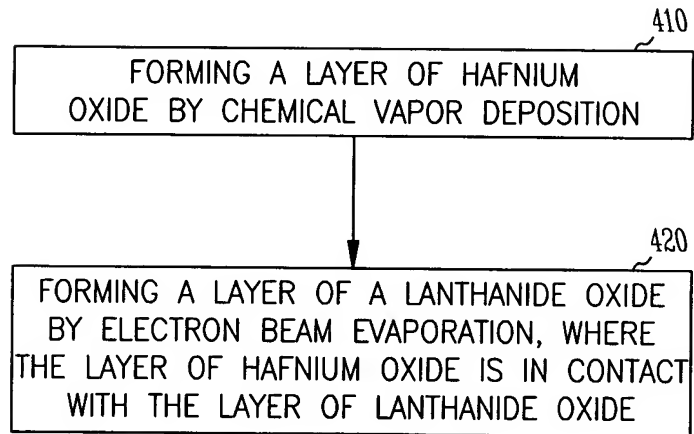 410
FORMING A LAYER OF HAFNIUM
OXIDE BY CHEMICAL VAPOR DEPOSITION
420
FORMING A LAYER OF A LANTHANIDE OXIDE
BY ELECTRON BEAM EVAPORATION, WHERE
THE LAYER OF HAFNIUM OXIDE IS IN CONTACT
WITH THE LAYER OF LANTHANIDE OXIDE